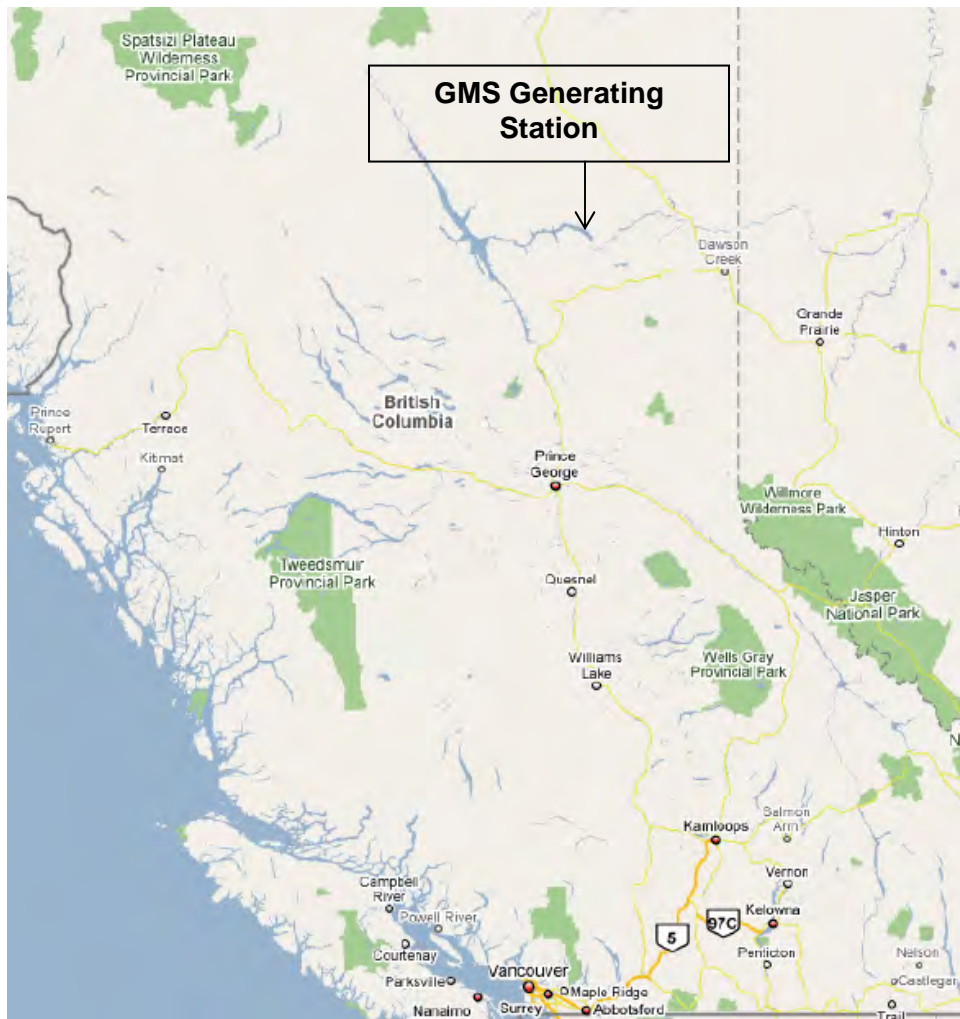 Spatsizi Plateau
Wilderness
Provincial Park
GMS Generating
Station
Dawson
Creek
Grande
Prairie
British
Columbia
Prince
Rupert
Terrace
Kitimat
Prince
George
Willmore
Wilderness Park
Hinton
Tweedsmuir
Provincial Park
Quesnel
Jasper
National Park
Williams
Lake
Wells Gray
Provincial Park
N
Salmon
Arm
Kamloops
Vernon
Campbell
River
Powell River
Kelowna
5
97C
Courtenay
Penticton
Nelson
Castlegar
Parksville
Vancouver
Maple Ridge
Nanaimo
Surrey
Abbotsford
Trail